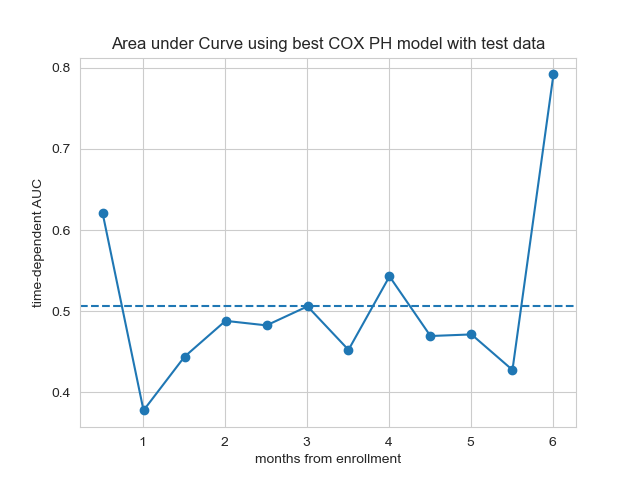 Area under Curve using best COX PH model with test data
0.8
0.7
0.6
0.5
0.4
time-dependent AUC
1 2 3 4 5 6
months from enrollment